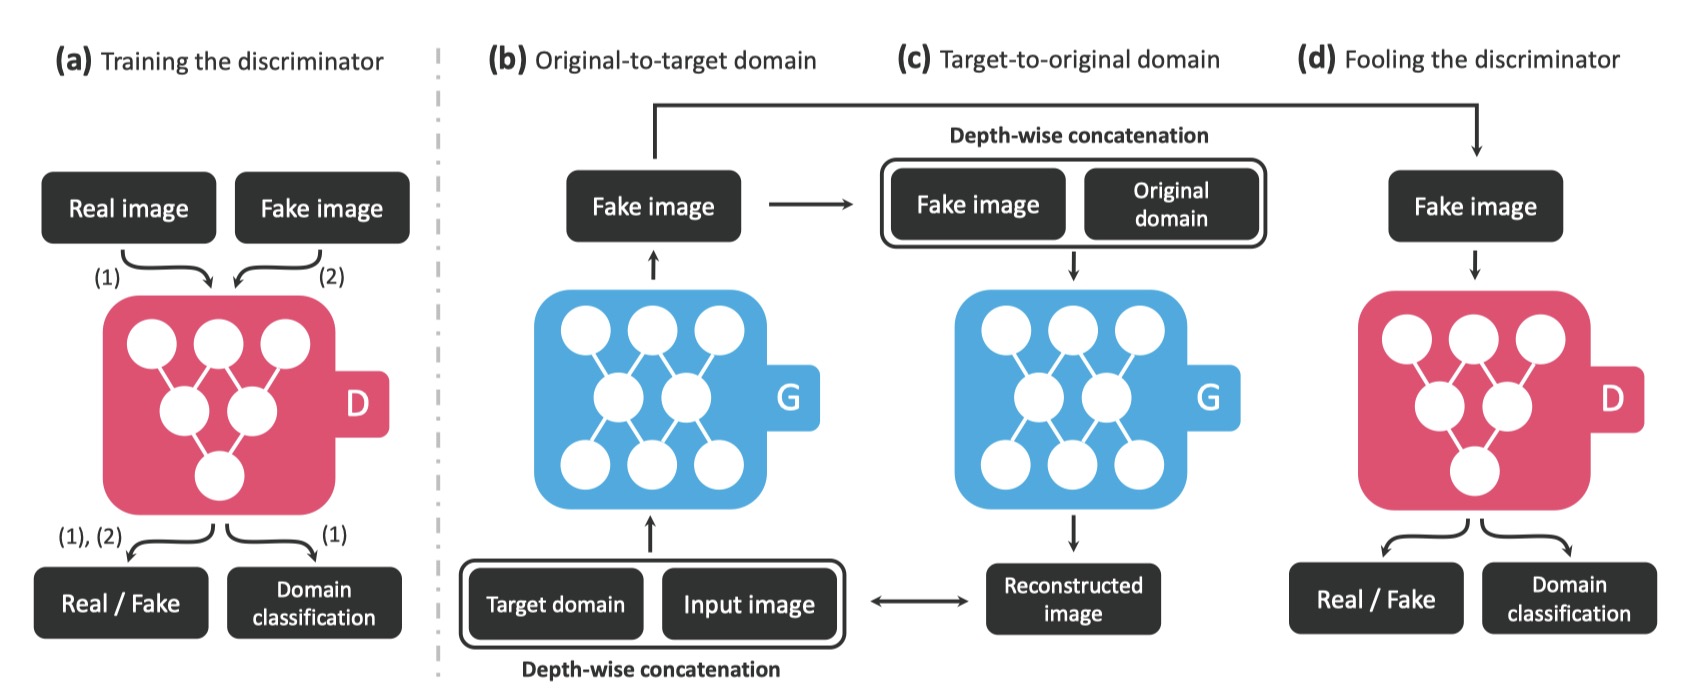 (a) Training the discriminator
Real image
Fake image
(1)
(2)
D
(1), (2)
(1)
Real / Fake
Domain
classification
(b) Original-to-target domain
Fake image
G
Target domain
Input image
Depth-wise concatenation
(c) Target-to-original domain
Depth-wise concatenation
Fake image
Original
domain
G
Reconstructed
image
(d) Fooling the discriminator
Fake image
D
Real / Fake
Domain
classification